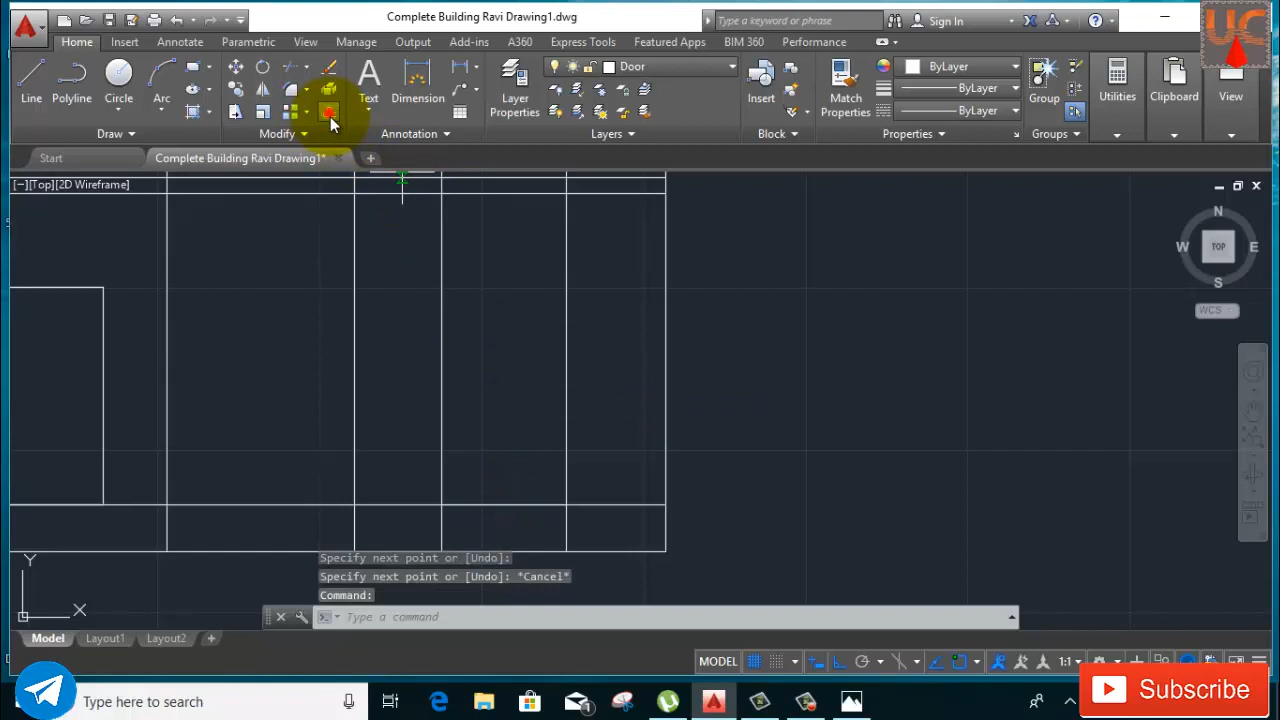 Complete Building Ravi Drawing1.dwg
Type a keyword or phrase
Sign In
UC
Home Insert Annotate Parametric View Manage Output Add-ins A360 Express Tools Featured Apps BIM 360 Performance
Line Polyline Circle Arc
Text Dimension
Layer Properties
Door
Insert
Match Properties
ByLayer
ByLayer
ByLayer
Group
Utilities
Clipboard
View
Draw Modify Annotation Layers Block Properties Groups
Start
Complete Building Ravi Drawing1*
[−][Top][2D Wireframe]
N
W TOP E
S
WCS
Y
X
Specify next point or [Undo]:
Specify next point or [Undo]: *Cancel*
Command:
Type a command
Model Layout1 Layout2
MODEL
1:1
Type here to search
1
Subscribe